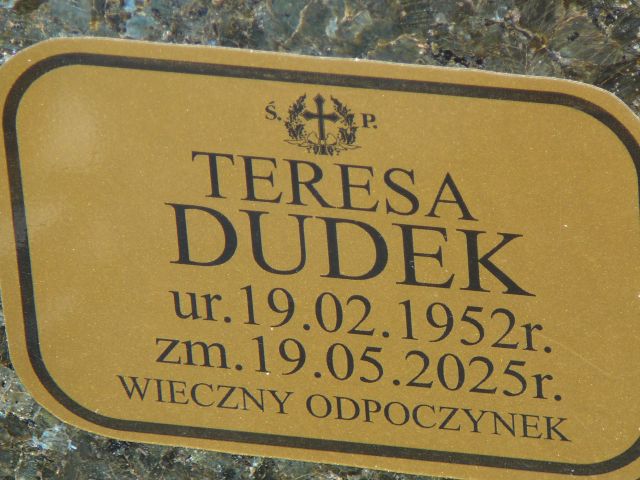 Ś. P.
TERESA
DUDEK
ur.19.02.1952r.
zm.19.05.2025r.
WIECZNY ODPOCZYNEK